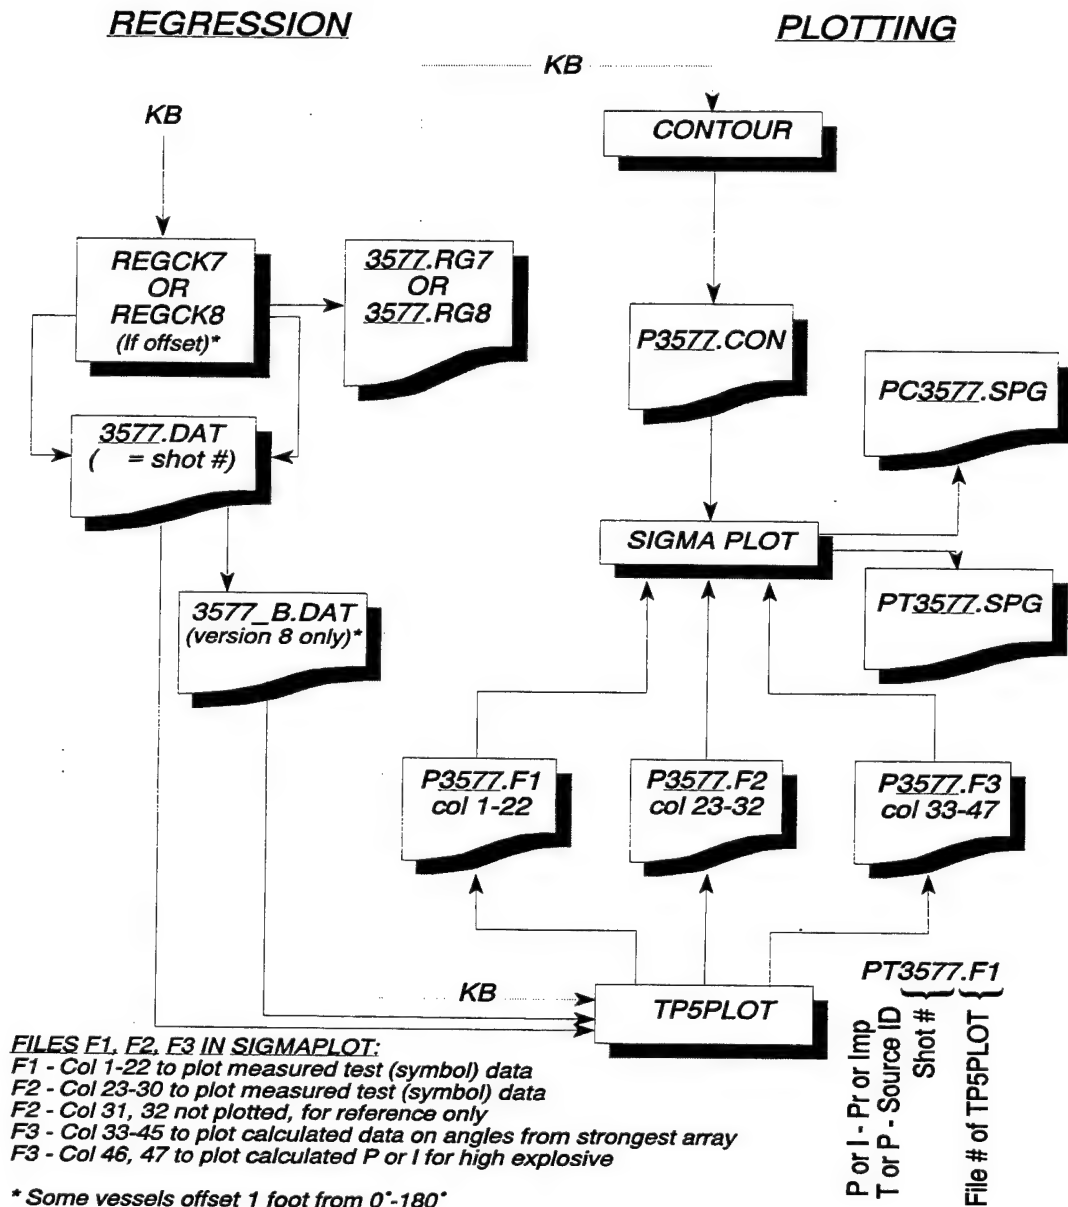 REGRESSION
PLOTTING
KB
KB
CONTOUR
REGCK7
OR
REGCK8
(If offset)*
3577.RG7
OR
3577.RG8
P3577.CON
PC3577.SPG
3577.DAT
( = shot #)
SIGMA PLOT
PT3577.SPG
3577_B.DAT
(version 8 only)*
P3577.F1
col 1-22
P3577.F2
col 23-32
P3577.F3
col 33-47
KB
TP5PLOT
PT3577.F1
P or I - Pr or Imp
T or P - Source ID
Shot #
File # of TP5PLOT
FILES F1, F2, F3 IN SIGMAPLOT:
F1 - Col 1-22 to plot measured test (symbol) data
F2 - Col 23-30 to plot measured test (symbol) data
F2 - Col 31, 32 not plotted, for reference only
F3 - Col 33-45 to plot calculated data on angles from strongest array
F3 - Col 46, 47 to plot calculated P or I for high explosive
* Some vessels offset 1 foot from 0°-180°